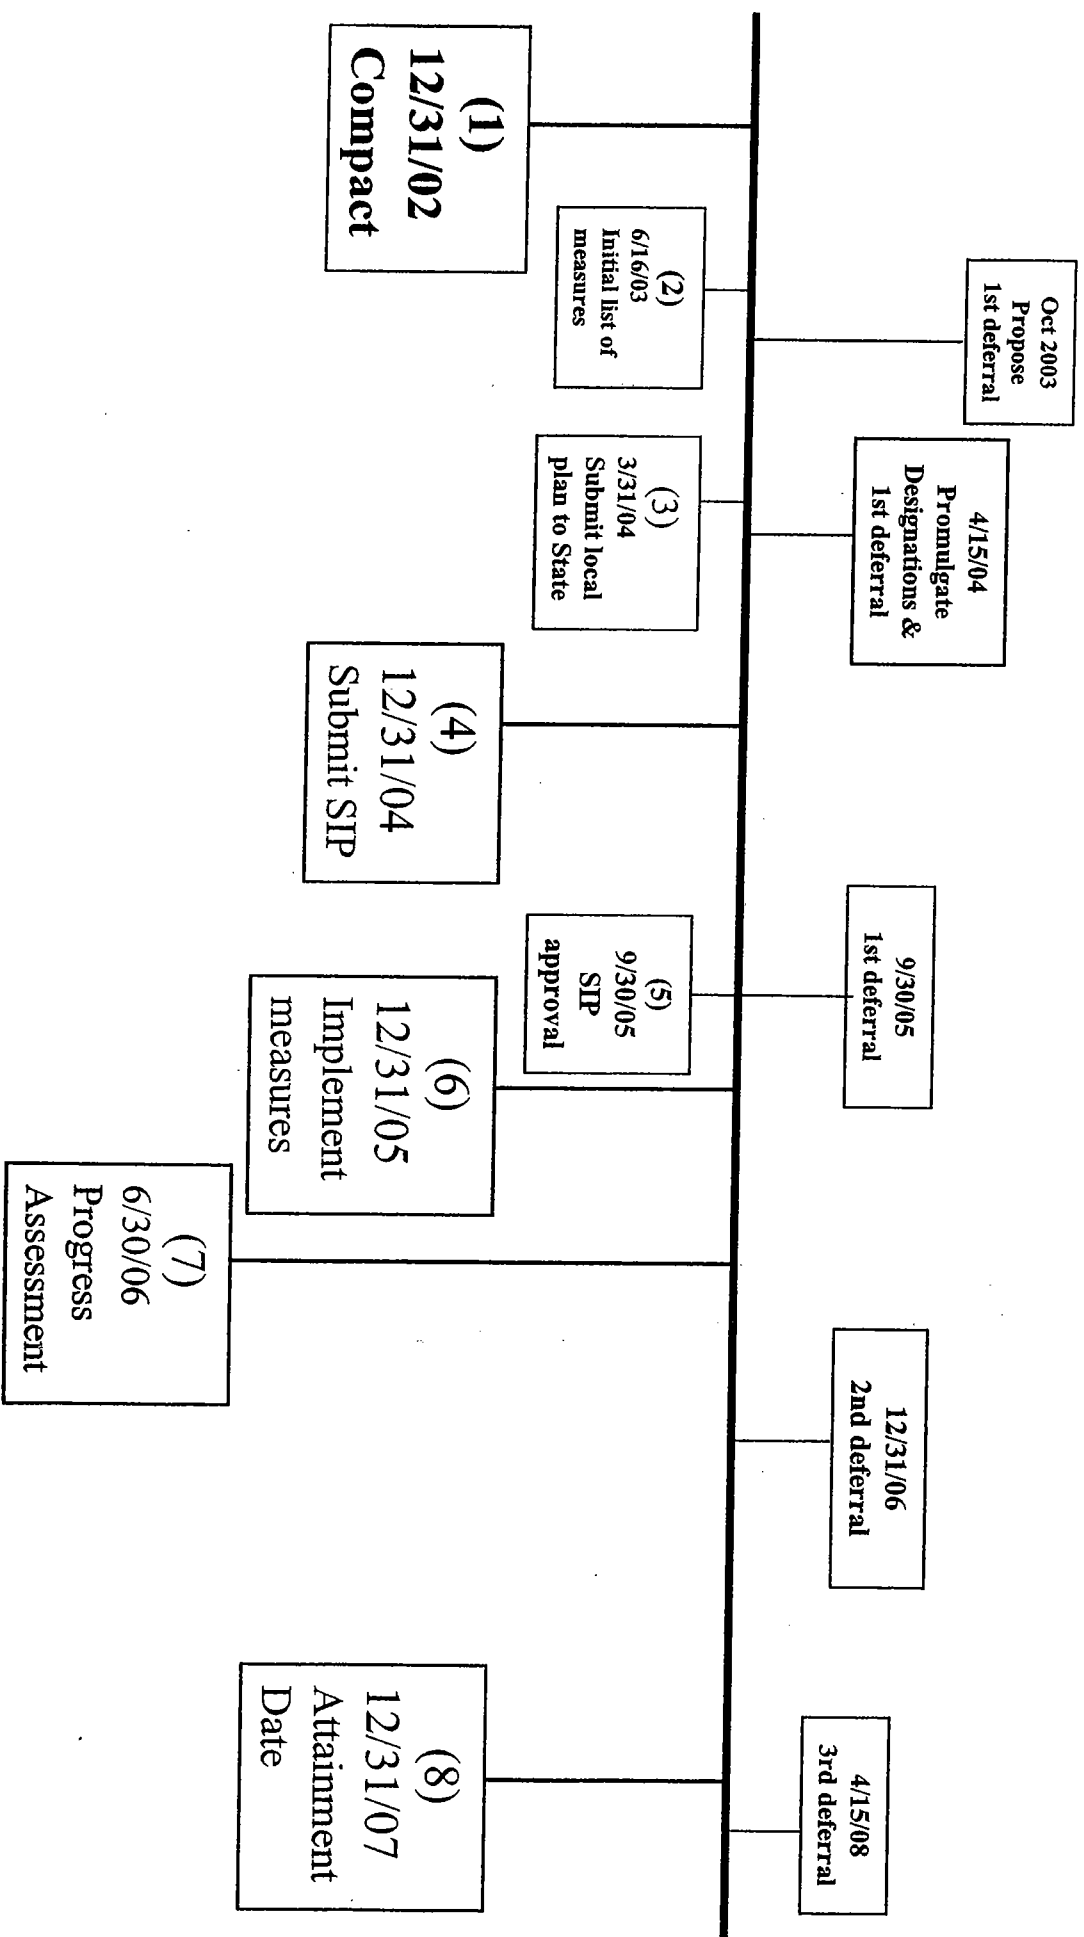 Oct 2003
Propose
1st deferral
4/15/04
Promulgate
Designations &
1st deferral
9/30/05
1st deferral
12/31/06
2nd deferral
4/15/08
3rd deferral
(1)
12/31/02
Compact
(2)
6/16/03
Initial list of
measures
(3)
3/31/04
Submit local
plan to State
(4)
12/31/04
Submit SIP
(5)
9/30/05
SIP
approval
(6)
12/31/05
Implement
measures
(7)
6/30/06
Progress
Assessment
(8)
12/31/07
Attainment
Date